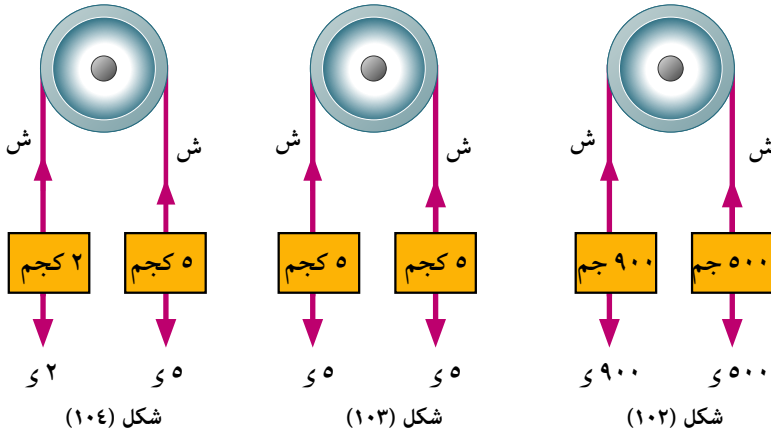 ش ش
ش ش
ش ش
٥٠٠ جم ٩٠٠ جم
٥ كجم ٥ كجم
٥ كجم ٢ كجم
٥٠٠ ى ٩٠٠ ى
٥ ى ٥ ى
٥ ى ٢ ى
شكل (١٠٢) شكل (١٠٣) شكل (١٠٤)